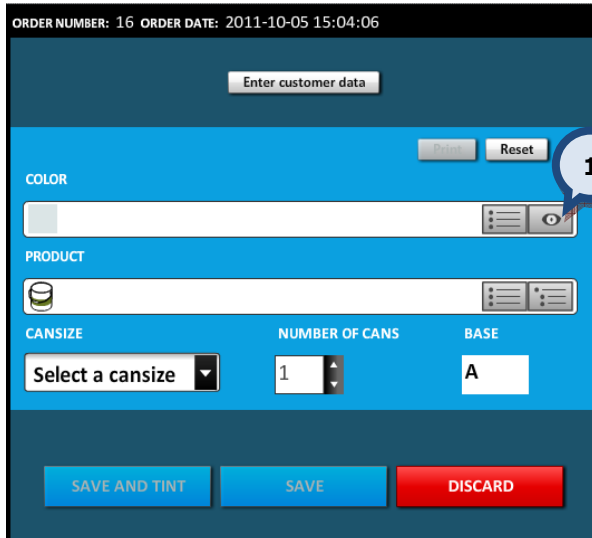 ORDER NUMBER: 16 ORDER DATE: 2011-10-05 15:04:06
Enter customer data
Print Reset
1
COLOR
PRODUCT
CANSIZE NUMBER OF CANS BASE
Select a cansize 1 A
SAVE AND TINT SAVE DISCARD